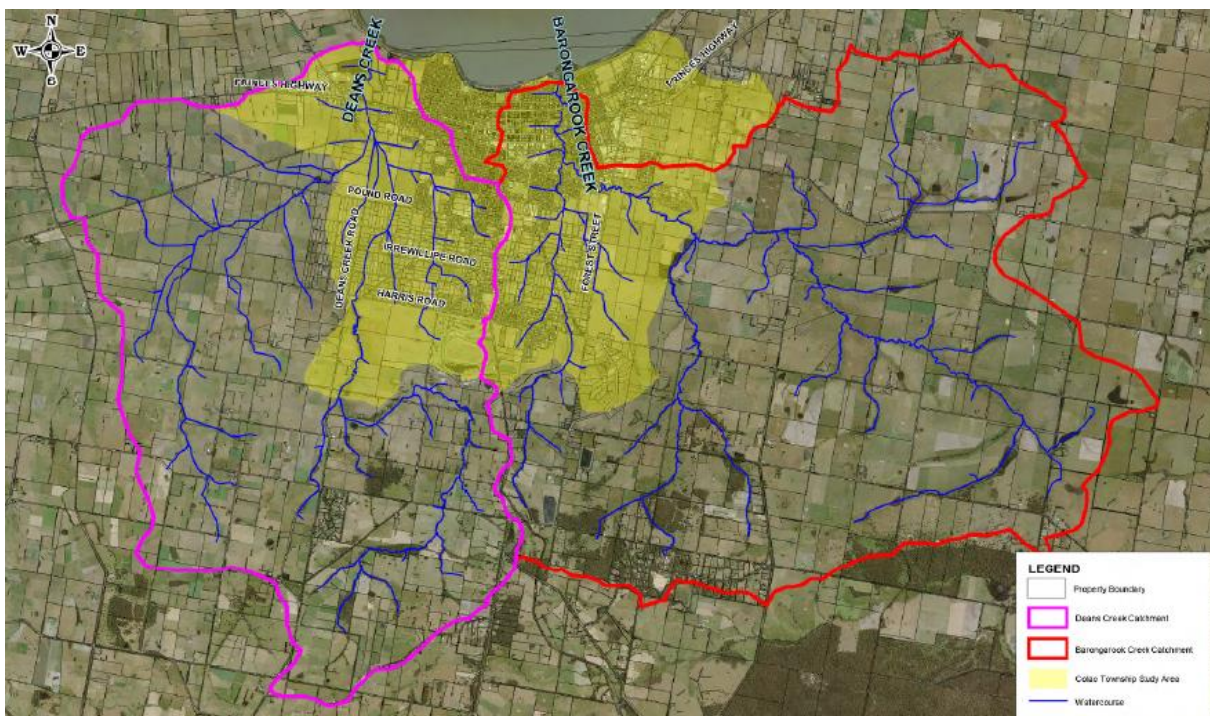 N
W E
S
DEANS CREEK
BARONGAROOK CREEK
PRINCES HIGHWAY
PRINCES HIGHWAY
POUND ROAD
DEANS CREEK ROAD
IRREWILLIPE ROAD
FOREST STREET
HARRIS ROAD
LEGEND
Property Boundary
Deans Creek Catchment
Barongarook Creek Catchment
Colac Township Study Area
Watercourse